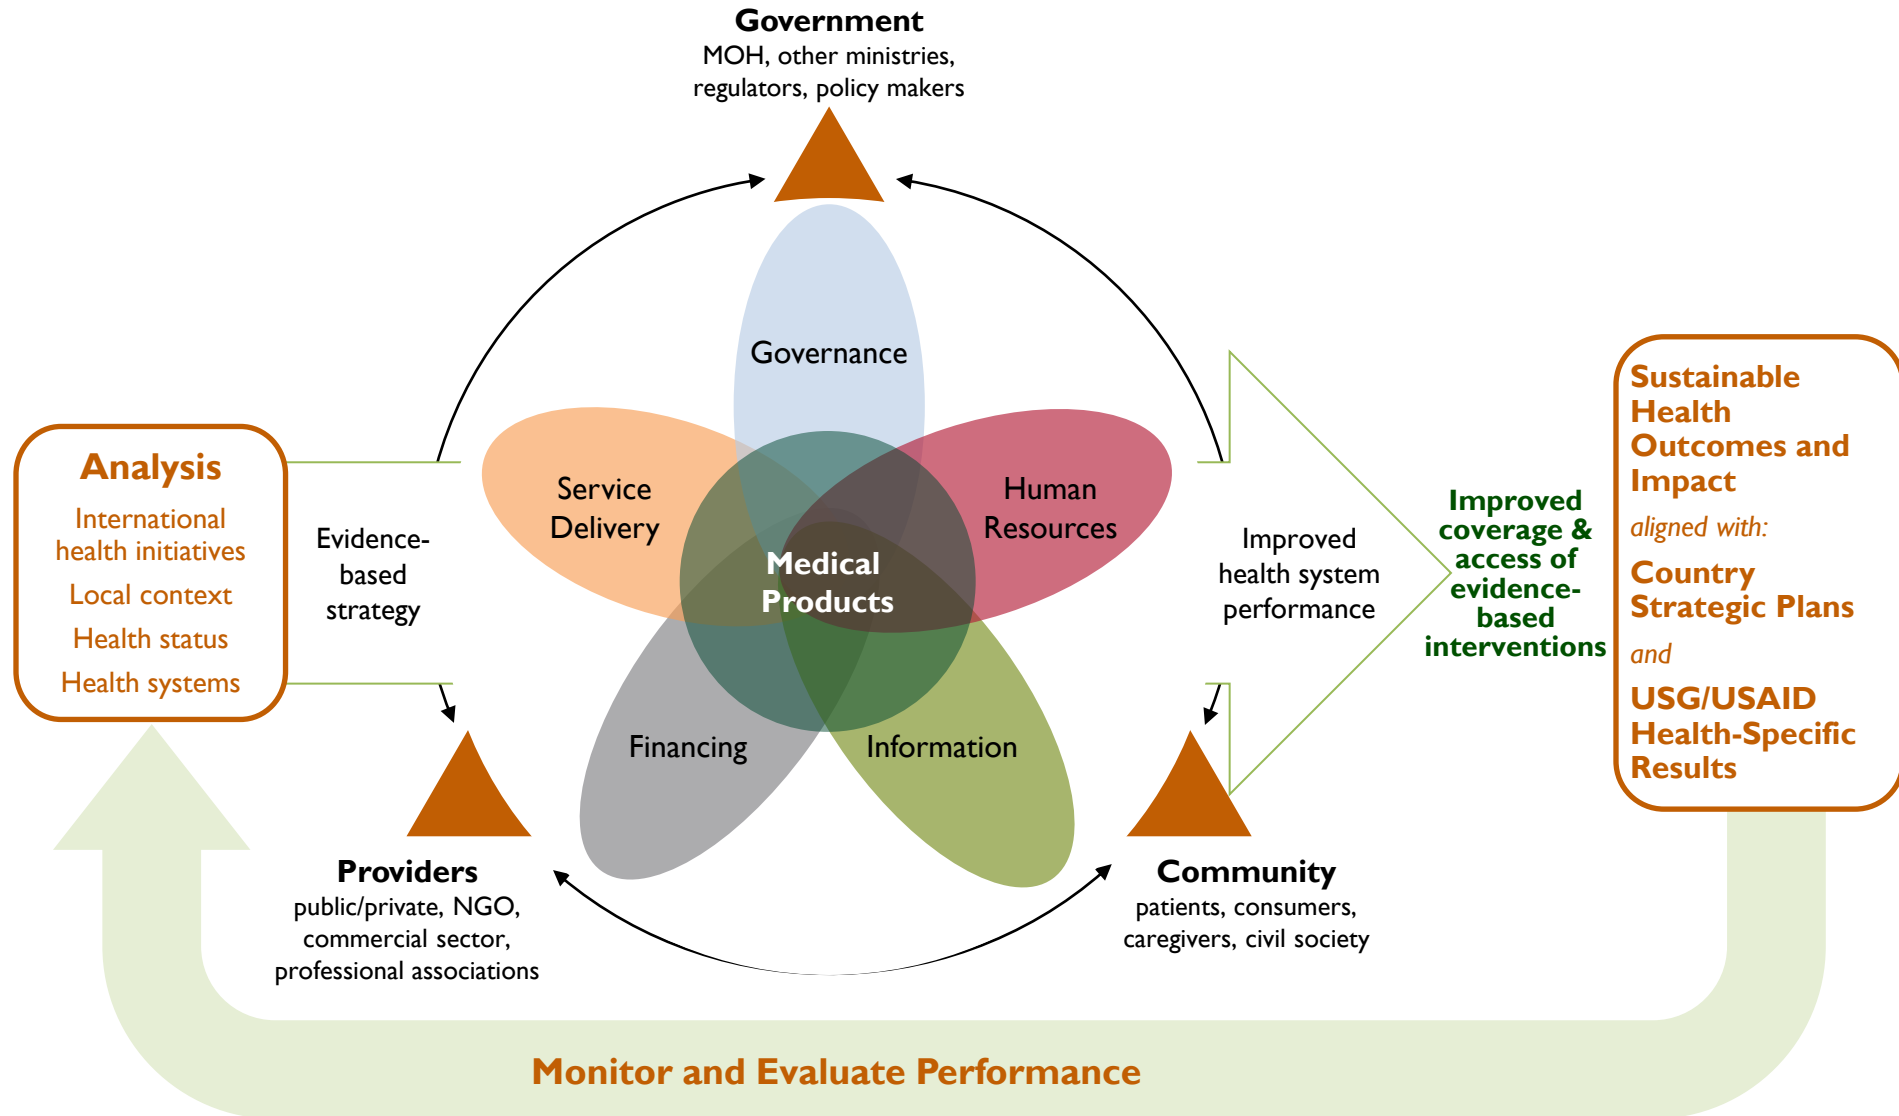 Government
MOH, other ministries,
regulators, policy makers
Analysis
International
health initiatives
Local context
Health status
Health systems
Evidence-
based
strategy
Governance
Service
Delivery
Human
Resources
Medical
Products
Financing
Information
Improved
health system
performance
Improved
coverage &
access of
evidence-
based
interventions
Sustainable
Health
Outcomes and
Impact
aligned with:
Country
Strategic Plans
and
USG/USAID
Health-Specific
Results
Providers
public/private, NGO,
commercial sector,
professional associations
Community
patients, consumers,
caregivers, civil society
Monitor and Evaluate Performance